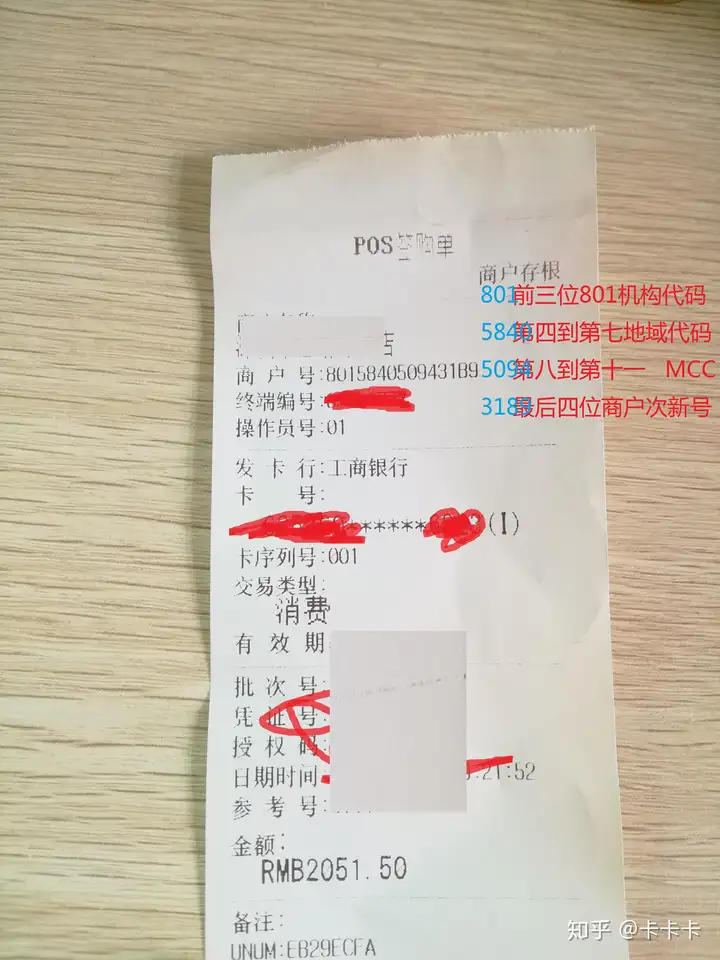 POS签购单
商户存根
801前三位801机构代码
5840第四到第七地域代码
商 户 号:801584050943189
5094第八到第十一 MCC
终端编号:
3189最后四位商户次新号
操作员号:01
发 卡 行:工商银行
卡 号:
*****(I)
卡序列号:001
交易类型:
消费
有 效 期
批 次 号:
凭 证 号:
授 权 码:
日期时间 :21:52
参 考 号:
金额:
RMB2051.50
备注:
UNUM:EB29ECFA
知乎 @卡卡卡